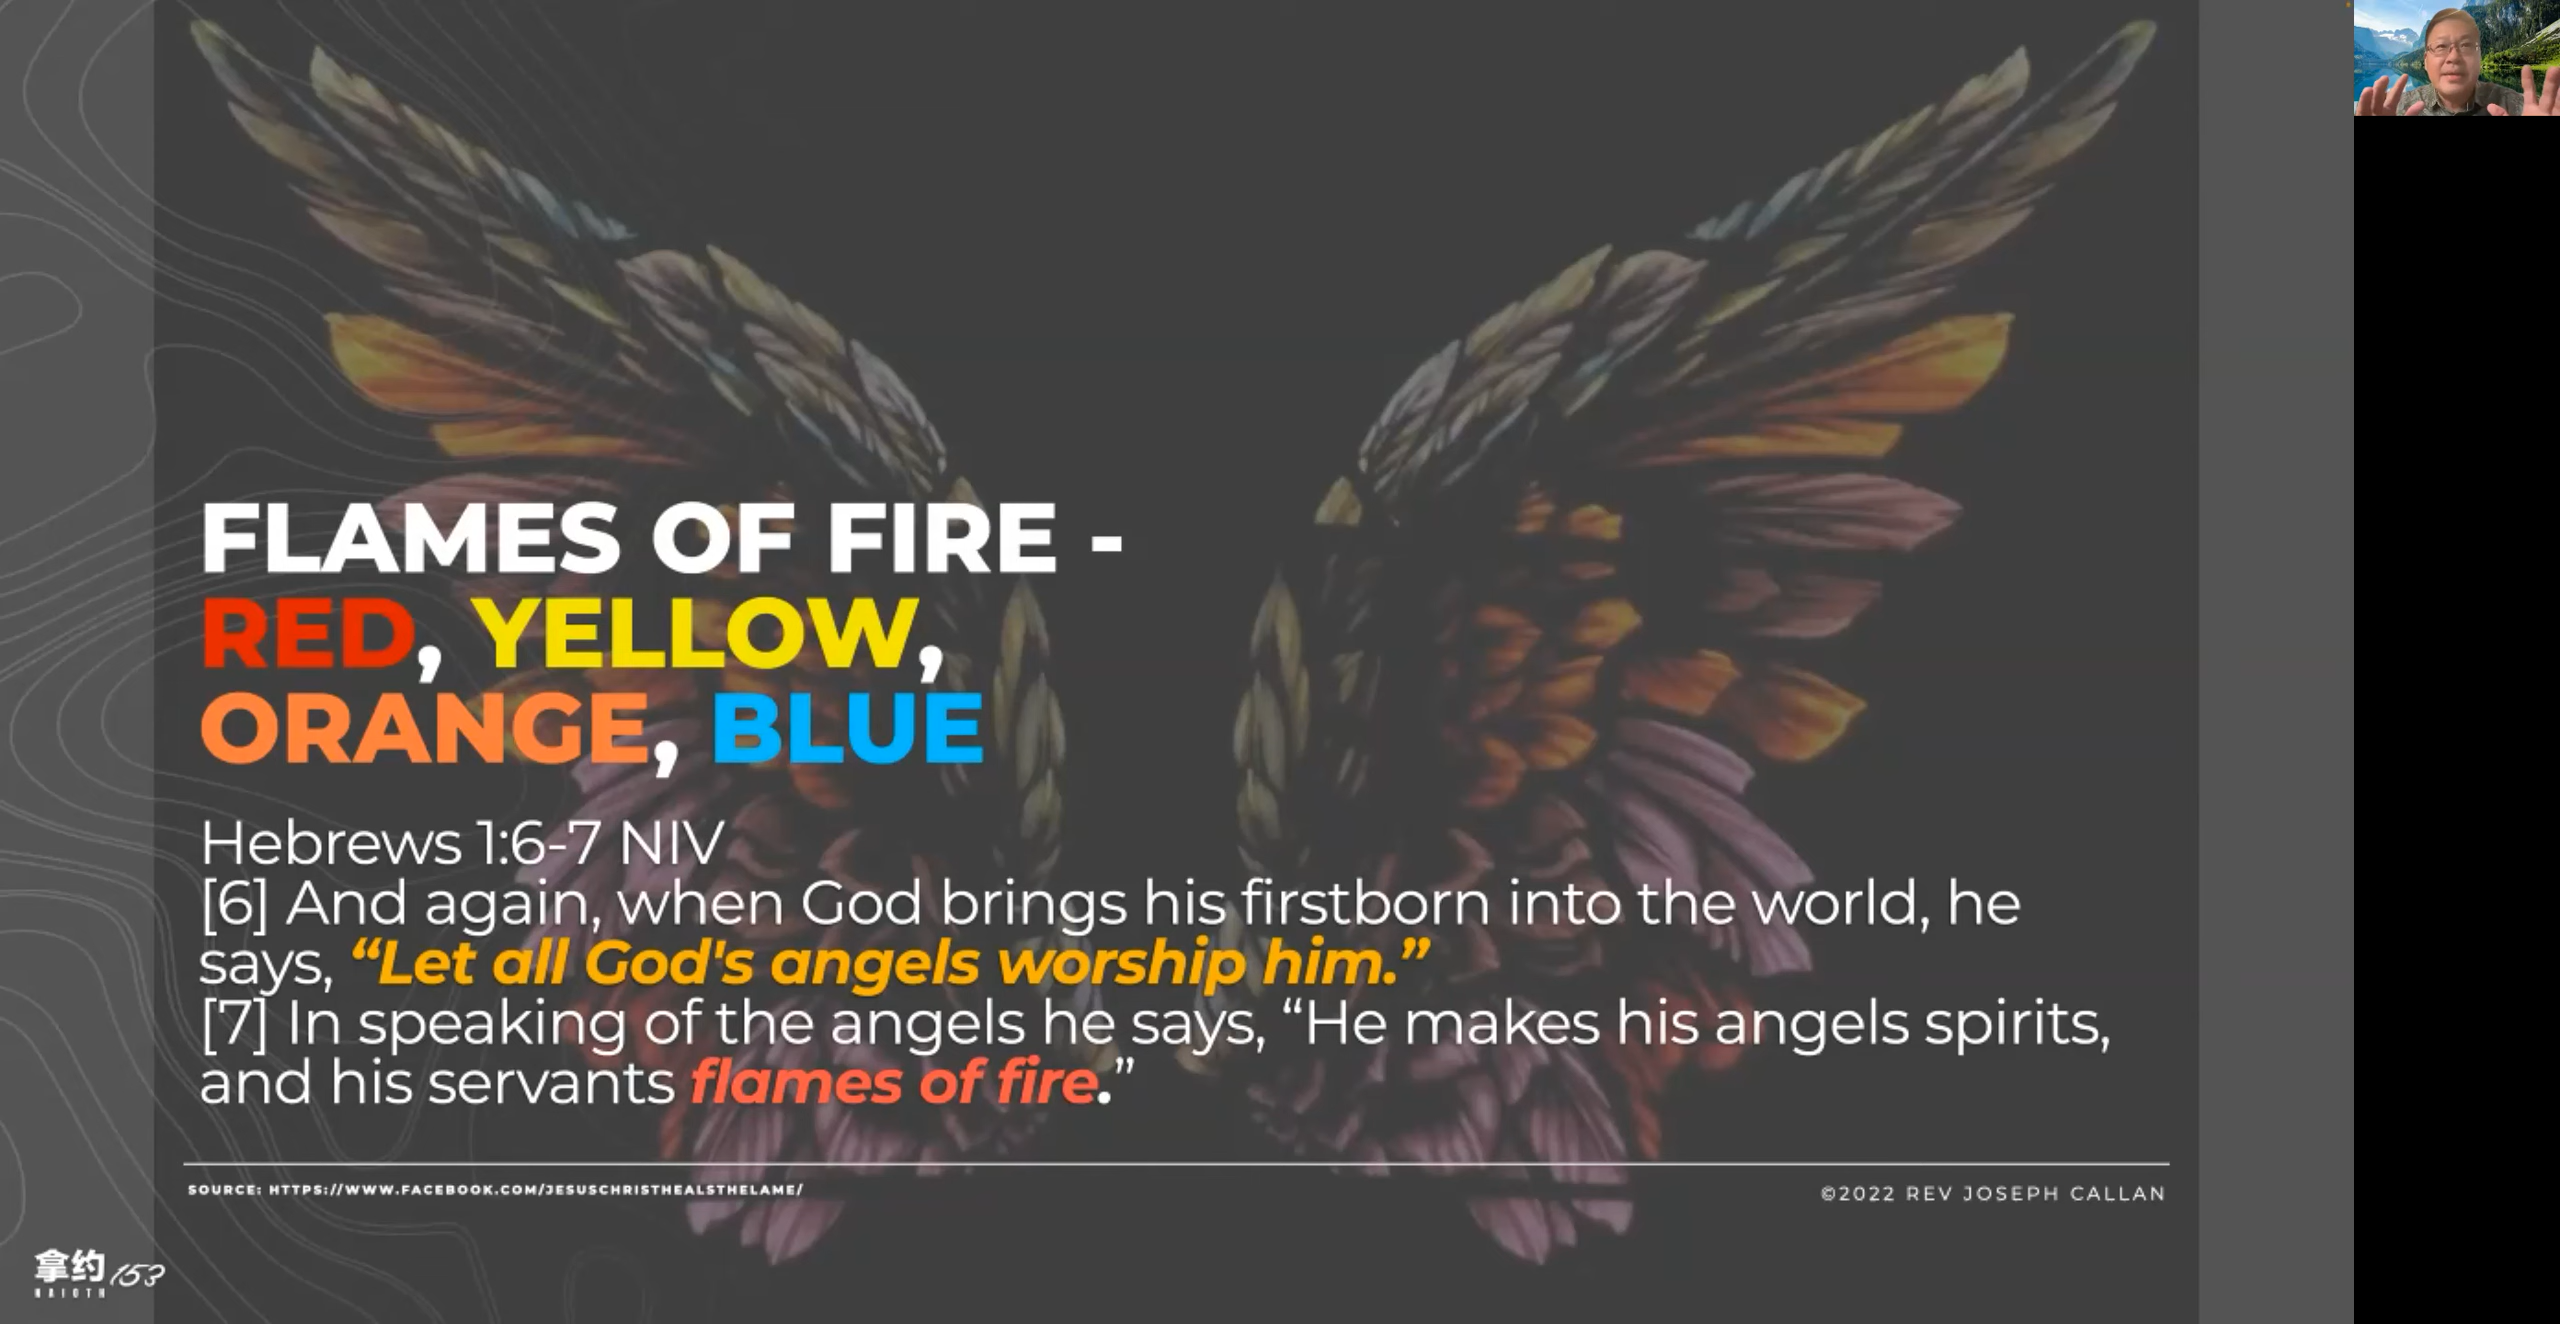 FLAMES OF FIRE -
RED, YELLOW,
ORANGE, BLUE
Hebrews 1:6-7 NIV
[6] And again, when God brings his firstborn into the world, he
says, “Let all God's angels worship him.”
[7] In speaking of the angels he says, “He makes his angels spirits,
and his servants flames of fire.”
SOURCE: HTTPS://WWW.FACEBOOK.COM/JESUSCHRISTHEALSTHELAME/
©2022 REV JOSEPH CALLAN
拿约 153
NAIOTH